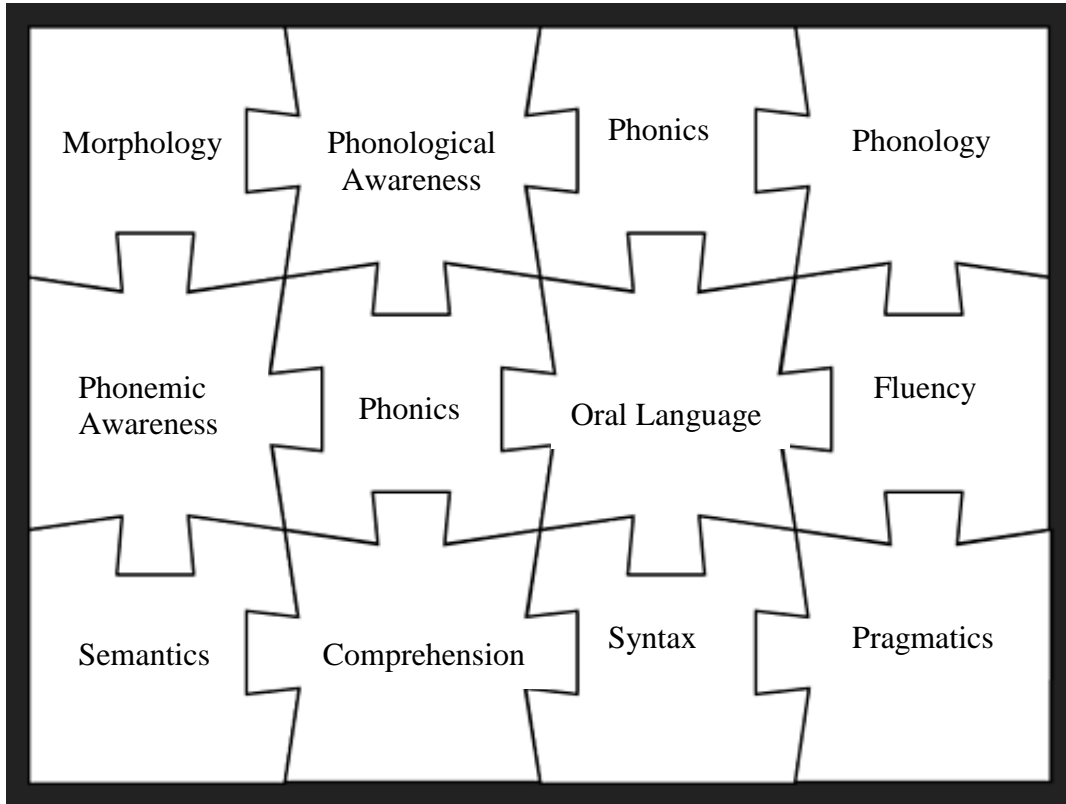 Morphology
Phonological
Awareness
Phonics
Phonology
Phonemic
Awareness
Phonics
Oral Language
Fluency
Semantics
Comprehension
Syntax
Pragmatics